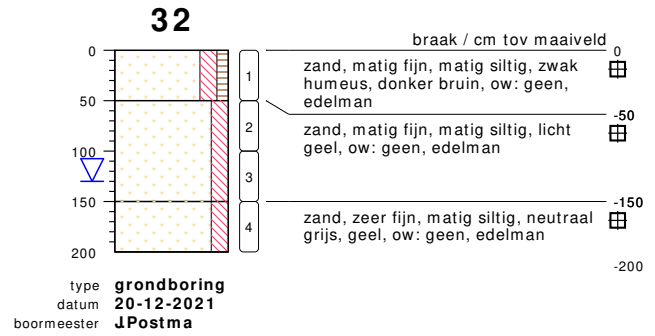 32
braak / cm tov maaiveld
0
50
100
150
200
1
2
3
4
0
zand, matig fijn, matig siltig, zwak
humeus, donker bruin, ow: geen,
edelman
-50
zand, matig fijn, matig siltig, licht
geel, ow: geen, edelman
-150
zand, zeer fijn, matig siltig, neutraal
grijs, geel, ow: geen, edelman
-200
type grondboring
datum 20-12-2021
boormeester J.Postma